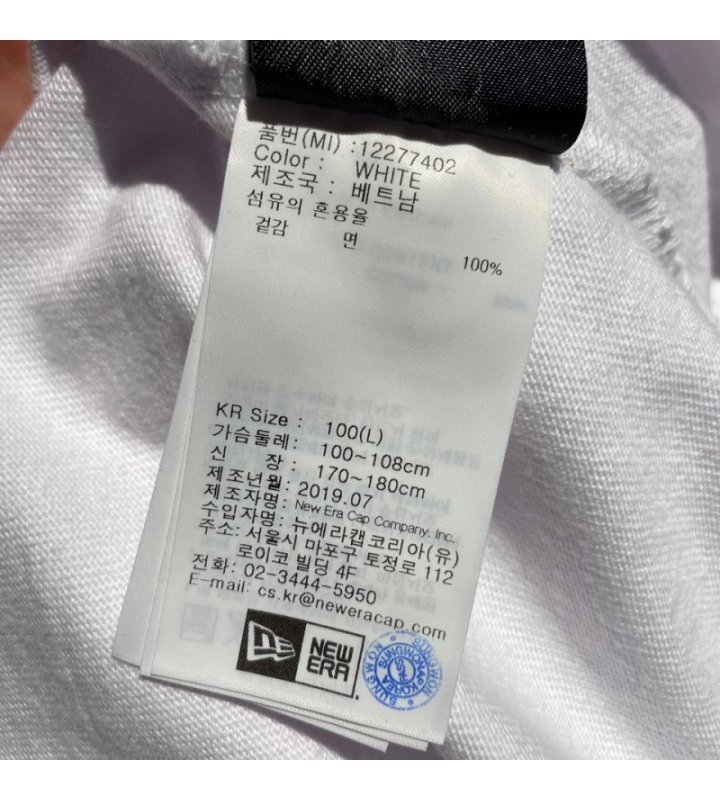 품번(MI) :12277402
Color : WHITE
제조국 : 베트남
섬유의 혼용율
겉감 면 100%
KR Size : 100(L)
가슴둘레: 100~108cm
신 장 : 170~180cm
제조년월: 2019.07
제조자명: New Era Cap Company, Inc.
수입자명: 뉴에라캡코리아(유)
주소: 서울시 마포구 토정로 112
로이코 빌딩 4F
전화: 02-3444-5950
E-mail: cs.kr@neweracap.com
NEW
ERA
SUNGWON
SUNGWON